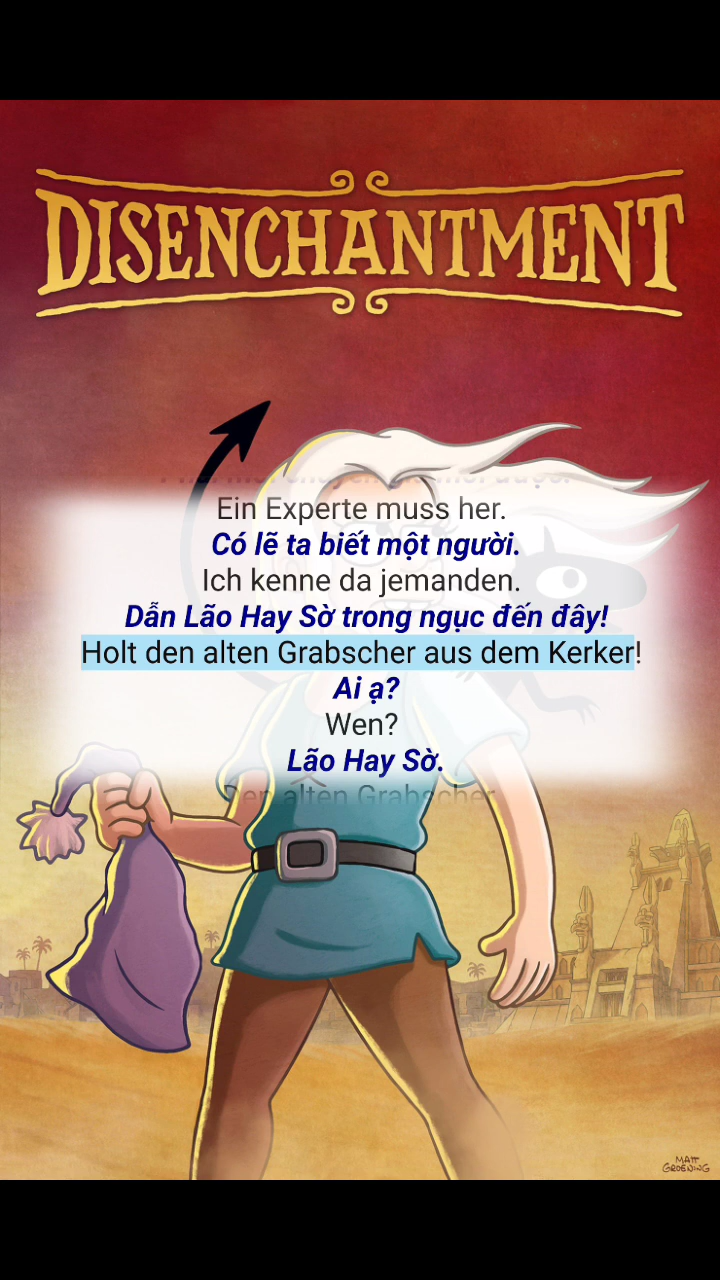 DISENCHANTMENT
Ein Experte muss her.
Có lẽ ta biết một người.
Ich kenne da jemanden.
Dẫn Lão Hay Sờ trong ngục đến đây!
Holt den alten Grabscher aus dem Kerker!
Ai ạ?
Wen?
Lão Hay Sờ.
Den alten Grabscher
MATT
GROENING